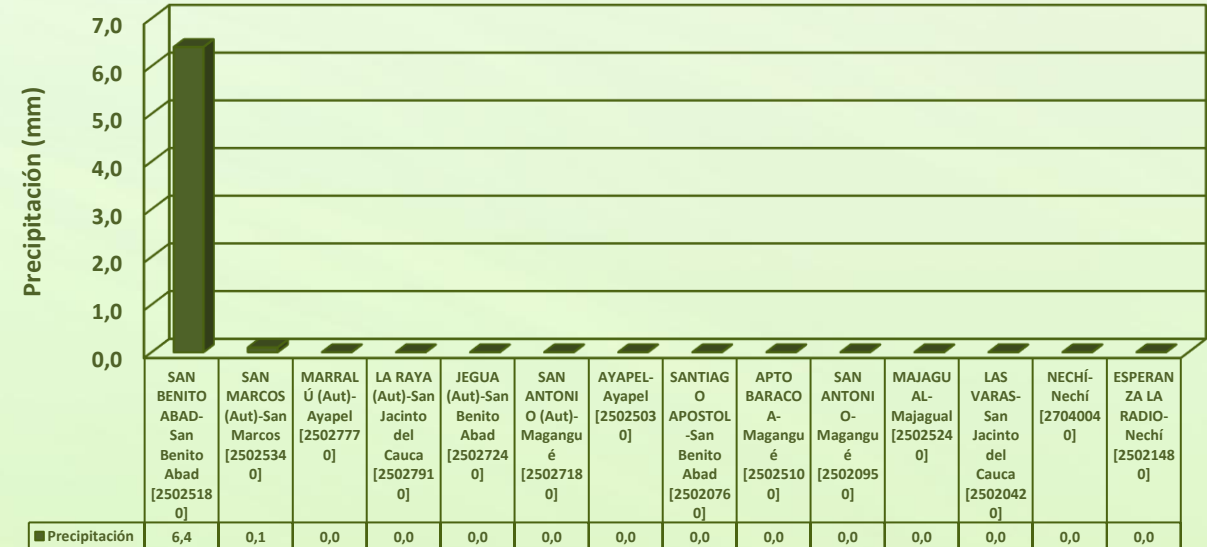 Precipitación (mm)
7,0
6,0
5,0
4,0
3,0
2,0
1,0
0,0
SAN
BENITO
ABAD-
San
Benito
Abad
[2502518
0]
SAN
MARCOS
(Aut)-San
Marcos
[2502534
0]
MARRAL
Ú (Aut)-
Ayapel
[2502777
0]
LA RAYA
(Aut)-San
Jacinto
del
Cauca
[2502791
0]
JEGUA
(Aut)-San
Benito
Abad
[2502724
0]
SAN
ANTONI
O (Aut)-
Magangu
é
[2502718
0]
AYAPEL-
Ayapel
[2502503
0]
SANTIAG
O
APOSTOL
-San
Benito
Abad
[2502076
0]
APTO
BARACO
A-
Magangu
é
[2502510
0]
SAN
ANTONI
O-
Magangu
é
[2502095
0]
MAJAGU
AL-
Majagual
[2502524
0]
LAS
VARAS-
San
Jacinto
del
Cauca
[2502042
0]
NECHÍ-
Nechí
[2704004
0]
ESPERAN
ZA LA
RADIO-
Nechí
[2502148
0]
Precipitación 6,4 0,1 0,0 0,0 0,0 0,0 0,0 0,0 0,0 0,0 0,0 0,0 0,0 0,0